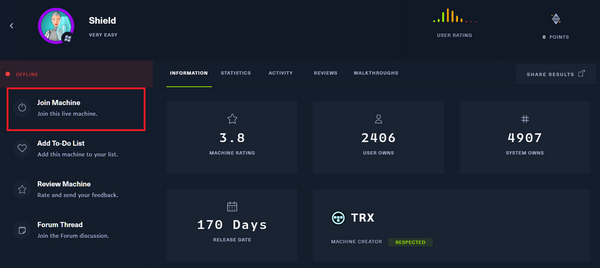 Shield
VERY EASY
USER RATING
0 POINTS
OFFLINE
INFORMATION STATISTICS ACTIVITY REVIEWS WALKTHROUGHS
SHARE RESULTS
Join Machine
Join this live machine.
Add To-Do List
Add this machine to your list.
Review Machine
Rate and send your feedback.
Forum Thread
Join the Forum discussion.
3.8
MACHINE RATING
2406
USER OWNS
4907
SYSTEM OWNS
170 Days
RELEASE DATE
TRX
MACHINE CREATOR RESPECTED